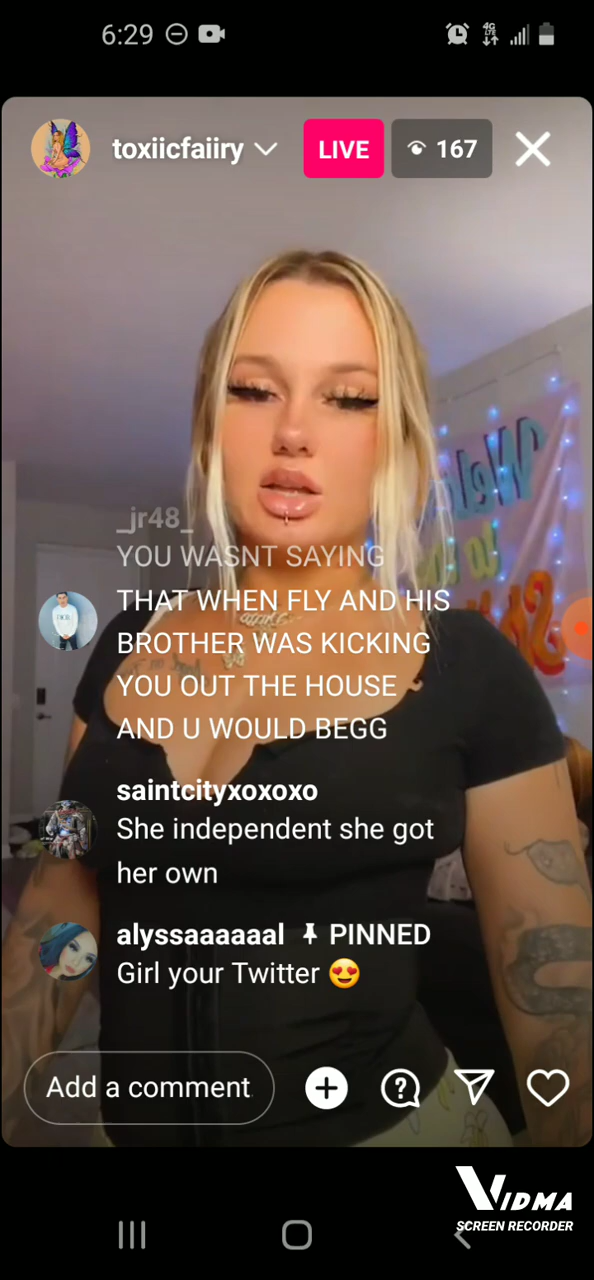 6:29
4G
LTE
toxiicfaiiry
LIVE
167
_jr48_
YOU WASNT SAYING
THAT WHEN FLY AND HIS
BROTHER WAS KICKING
YOU OUT THE HOUSE
AND U WOULD BEGG
saintcityxoxoxo
She independent she got
her own
alyssaaaaaal PINNED
Girl your Twitter 😍
Add a comment
VIDMA
SCREEN RECORDER